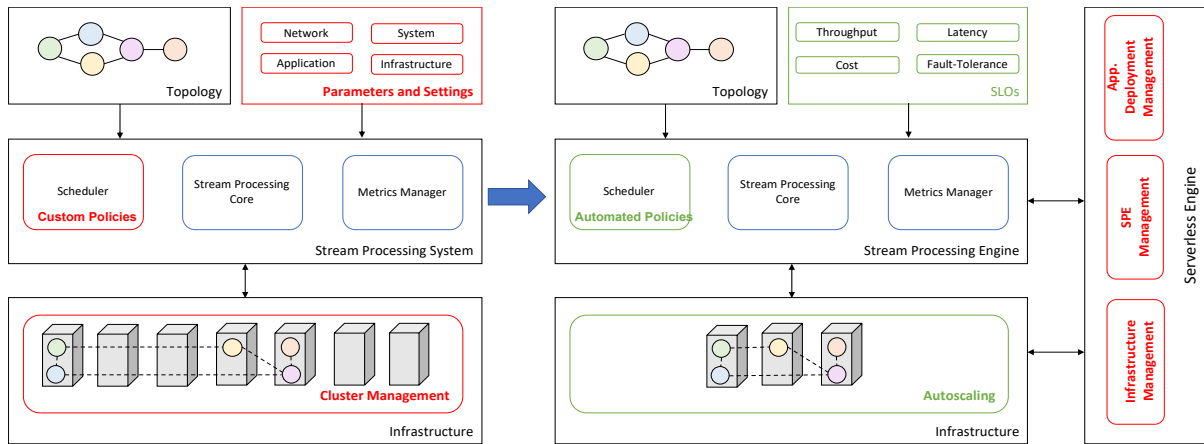 Network
System
Application
Infrastructure
Topology
Parameters and Settings
Scheduler
Custom Policies
Stream Processing
Core
Metrics Manager
Stream Processing System
Cluster Management
Infrastructure
Throughput
Latency
Cost
Fault-Tolerance
Topology
SLOs
Scheduler
Automated Policies
Stream Processing
Core
Metrics Manager
Stream Processing Engine
Autoscaling
Infrastructure
App.
Deployment
Management
SPE
Management
Infrastructure
Management
Serverless Engine